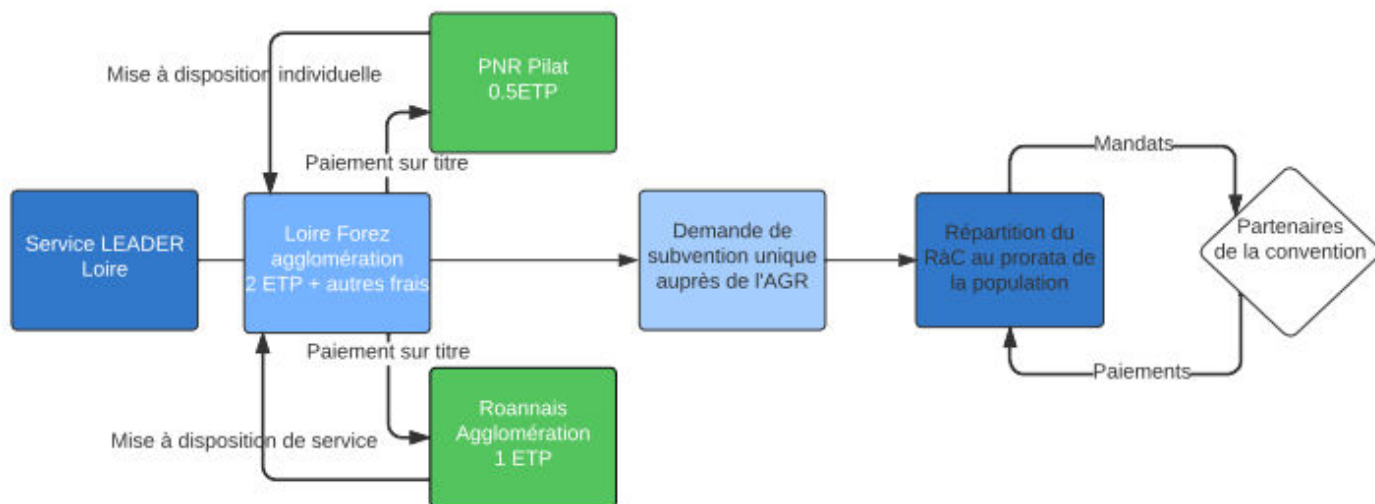 Mise à disposition individuelle
PNR Pilat
0.5ETP
Paiement sur titre
Service LEADER
Loire
Loire Forez
agglomération
2 ETP + autres frais
Demande de
subvention unique
auprès de l'AGR
Répartition du
RàC au prorata de
la population
Mandats
Partenaires
de la convention
Paiements
Paiement sur titre
Mise à disposition de service
Roannais
Agglomération
1 ETP